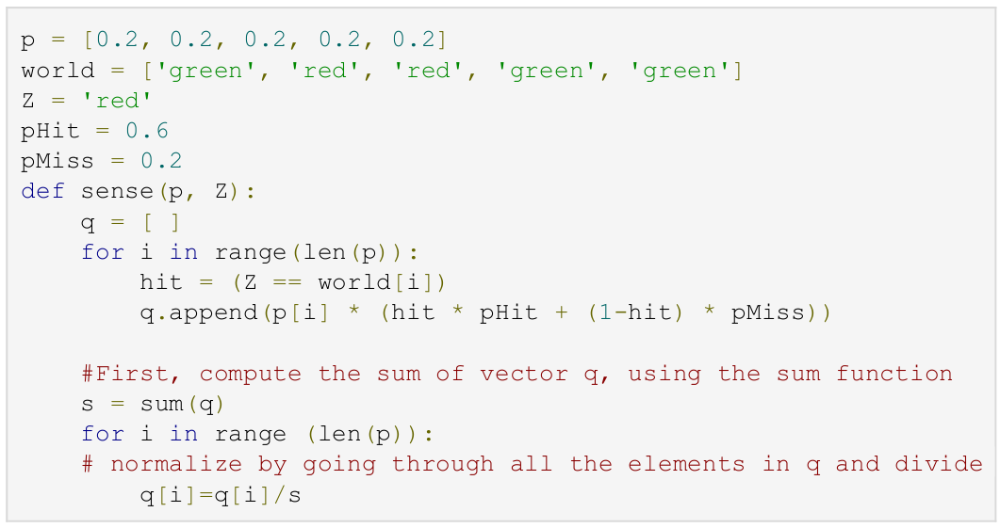 p = [0.2, 0.2, 0.2, 0.2, 0.2]
world = ['green', 'red', 'red', 'green', 'green']
Z = 'red'
pHit = 0.6
pMiss = 0.2
def sense(p, Z):
    q = [ ]
    for i in range(len(p)):
        hit = (Z == world[i])
        q.append(p[i] * (hit * pHit + (1-hit) * pMiss))

    #First, compute the sum of vector q, using the sum function
    s = sum(q)
    for i in range (len(p)):
    # normalize by going through all the elements in q and divide
        q[i]=q[i]/s